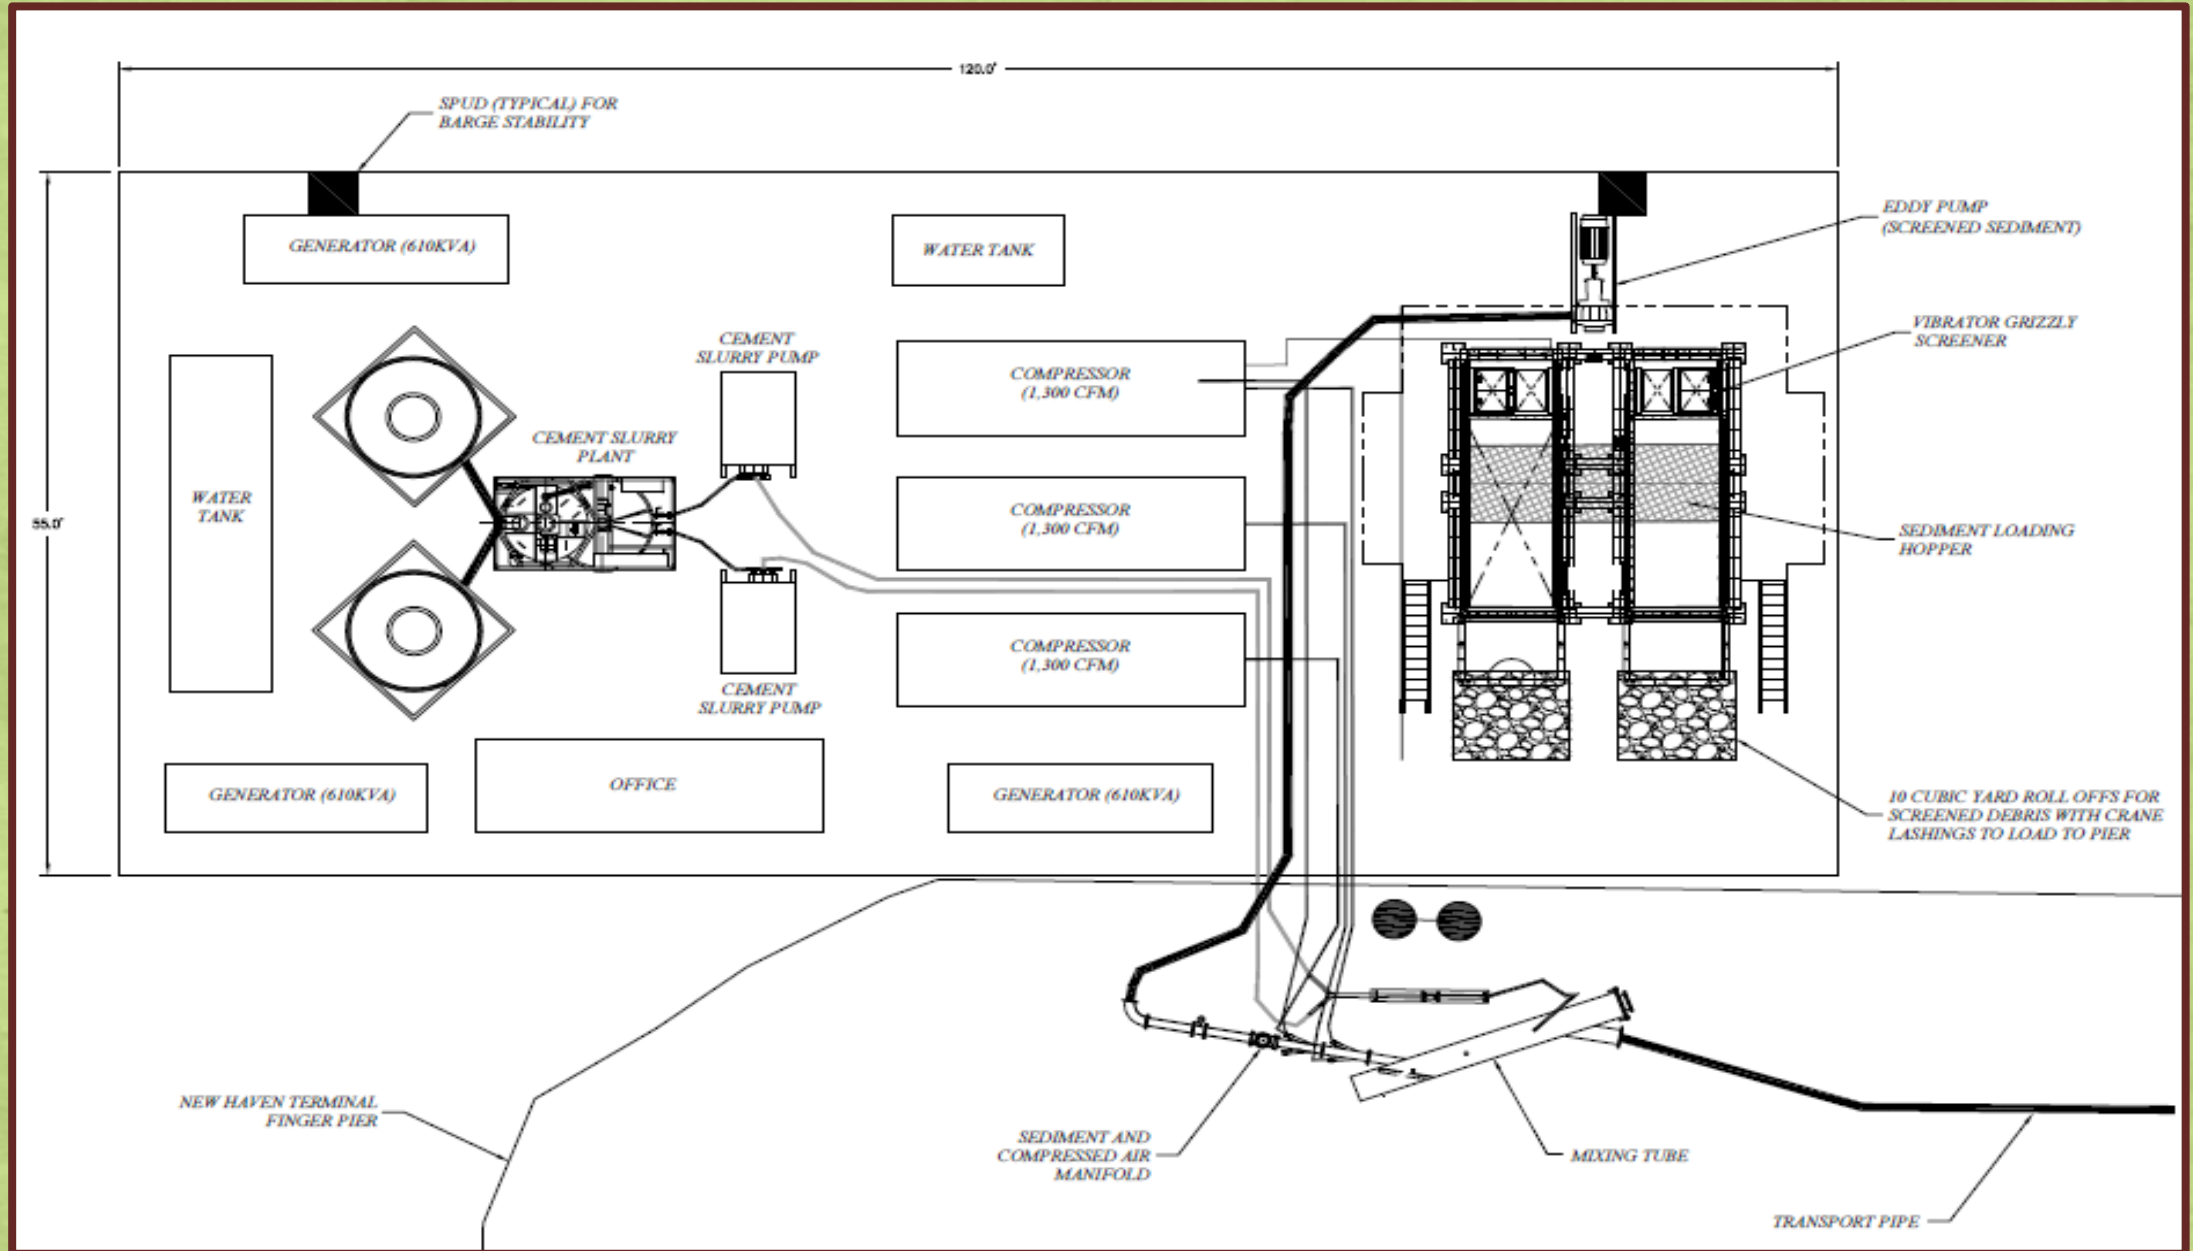 120.0'
SPUD (TYPICAL) FOR
BARGE STABILITY
EDDY PUMP
(SCREENED SEDIMENT)
GENERATOR (610KVA)
WATER TANK
VIBRATOR GRIZZLY
SCREENER
CEMENT
SLURRY PUMP
COMPRESSOR
(1,300 CFM)
CEMENT SLURRY
PLANT
WATER
TANK
55.0'
COMPRESSOR
(1,300 CFM)
SEDIMENT LOADING
HOPPER
COMPRESSOR
(1,300 CFM)
CEMENT
SLURRY PUMP
GENERATOR (610KVA)
OFFICE
GENERATOR (610KVA)
10 CUBIC YARD ROLL OFFS FOR
SCREENED DEBRIS WITH CRANE
LASHINGS TO LOAD TO PIER
NEW HAVEN TERMINAL
FINGER PIER
SEDIMENT AND
COMPRESSED AIR
MANIFOLD
MIXING TUBE
TRANSPORT PIPE